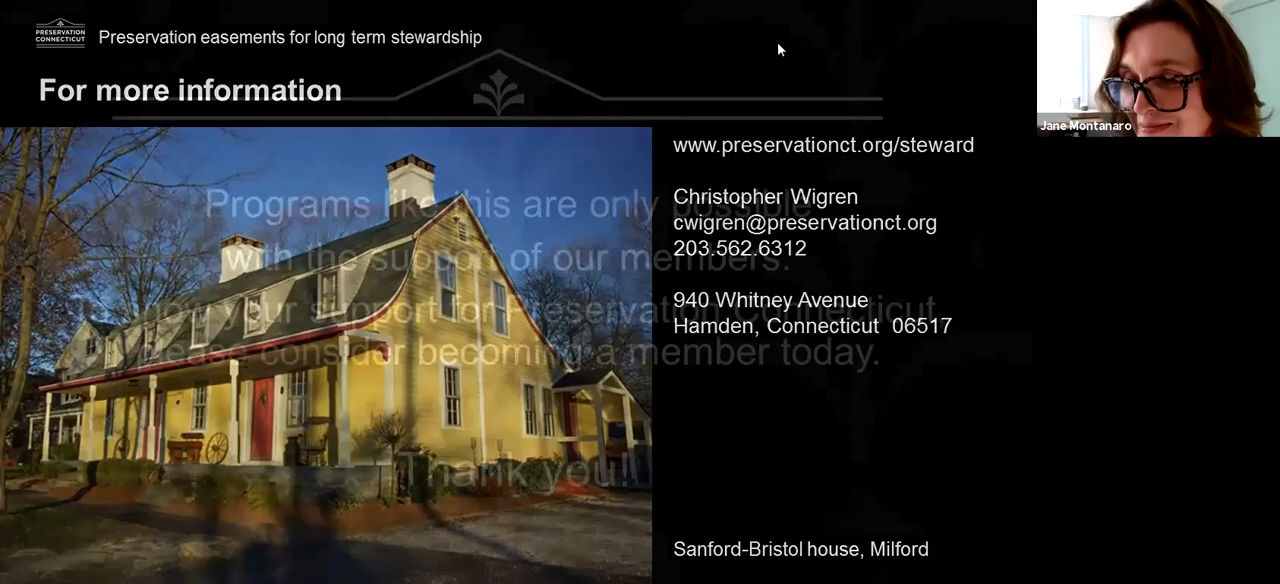 PRESERVATION
CONNECTICUT
Preservation easements for long term stewardship
For more information
Jane Montanaro
www.preservationct.org/steward
Christopher Wigren
cwigren@preservationct.org
203.562.6312
940 Whitney Avenue
Hamden, Connecticut 06517
Sanford-Bristol house, Milford
Programs like this are only possible
with the support of our members.
your support for Preservation Connecticut
please consider becoming a member today.
Thank you!